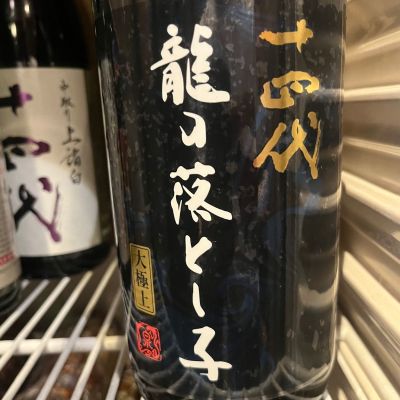 十四代
龍の落とし子
大極上
中取り上諸白
十四代